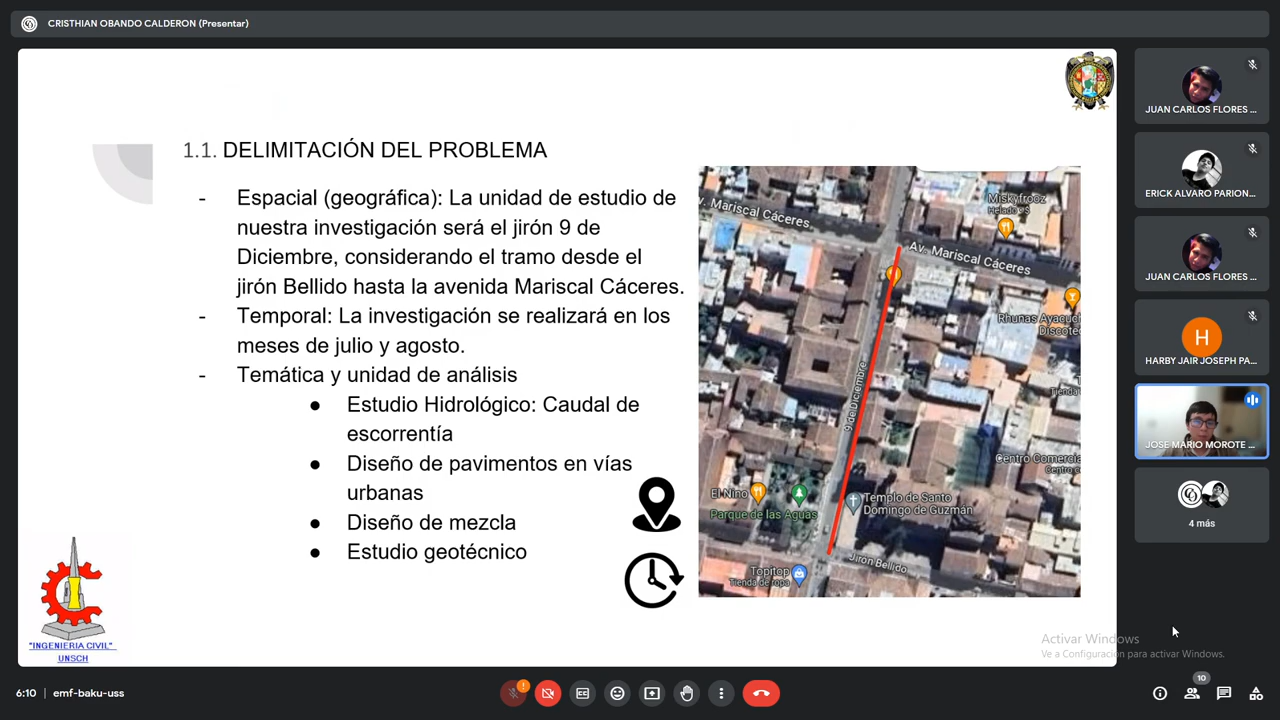 CRISTHIAN OBANDO CALDERON (Presentar)
1.1. DELIMITACIÓN DEL PROBLEMA
- Espacial (geográfica): La unidad de estudio de
nuestra investigación será el jirón 9 de
Diciembre, considerando el tramo desde el
jirón Bellido hasta la avenida Mariscal Cáceres.
- Temporal: La investigación se realizará en los
meses de julio y agosto.
- Temática y unidad de análisis
● Estudio Hidrológico: Caudal de
escorrentía
● Diseño de pavimentos en vías
urbanas
● Diseño de mezcla
● Estudio geotécnico
"INGENIERIA CIVIL"
UNSCH
v. Mariscal Cáceres
Miskyfrooz
Av. Mariscal Cáceres
Rhunas Ayacuc
Discote
9 de Diciembre
Centro Comerci
El Nino
Parque de las Aguas
Templo de Santo
Domingo de Guzmán
Jirón Bellido
Topitop
Tienda de ropa
JUAN CARLOS FLORES ...
ERICK ALVARO PARION...
JUAN CARLOS FLORES ...
H
HARBY JAIR JOSEPH PA...
JOSE MARIO MOROTE ...
4 más
Activar Windows
Ve a Configuración para activar Windows.
6:10 | emf-baku-uss
10